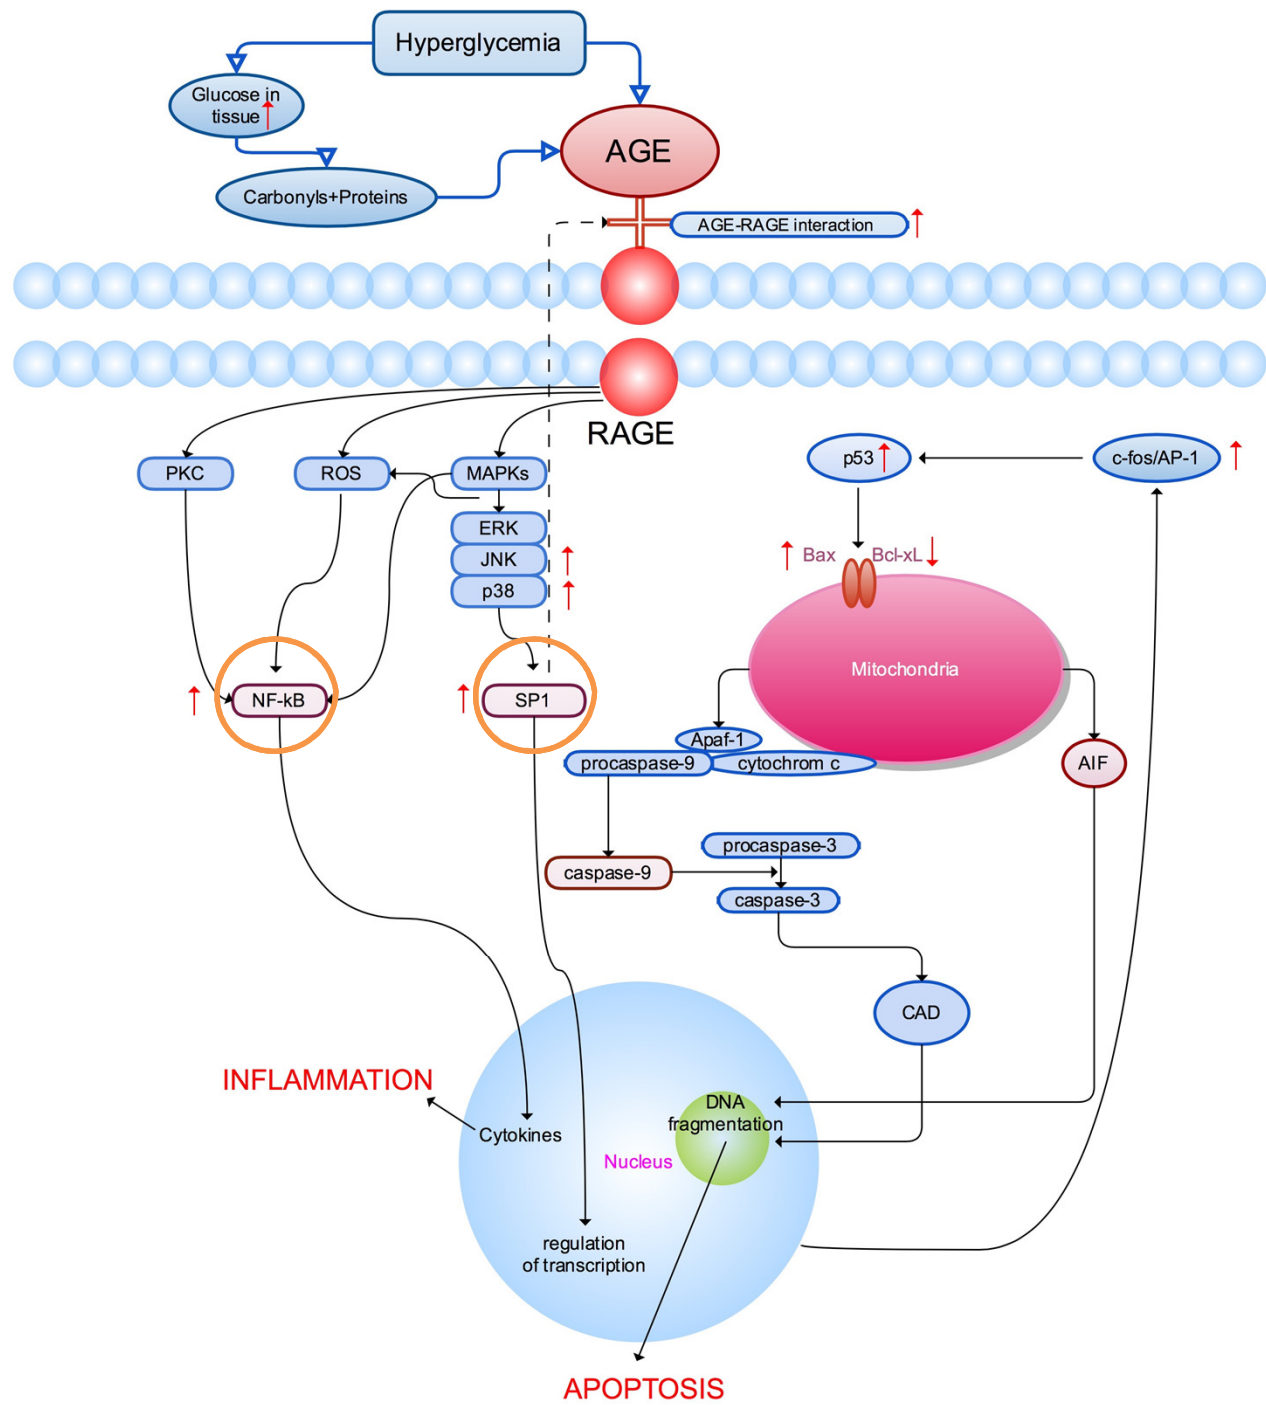 Hyperglycemia
Glucose in
tissue
AGE
Carbonyls+Proteins
AGE-RAGE interaction
RAGE
PKC
ROS
MAPKs
p53
c-fos/AP-1
ERK
JNK
p38
Bax
Bcl-xL
Mitochondria
NF-kB
SP1
Apaf-1
procaspase-9
cytochrom c
AIF
procaspase-3
caspase-9
caspase-3
CAD
INFLAMMATION
DNA
fragmentation
Cytokines
Nucleus
regulation
of transcription
APOPTOSIS